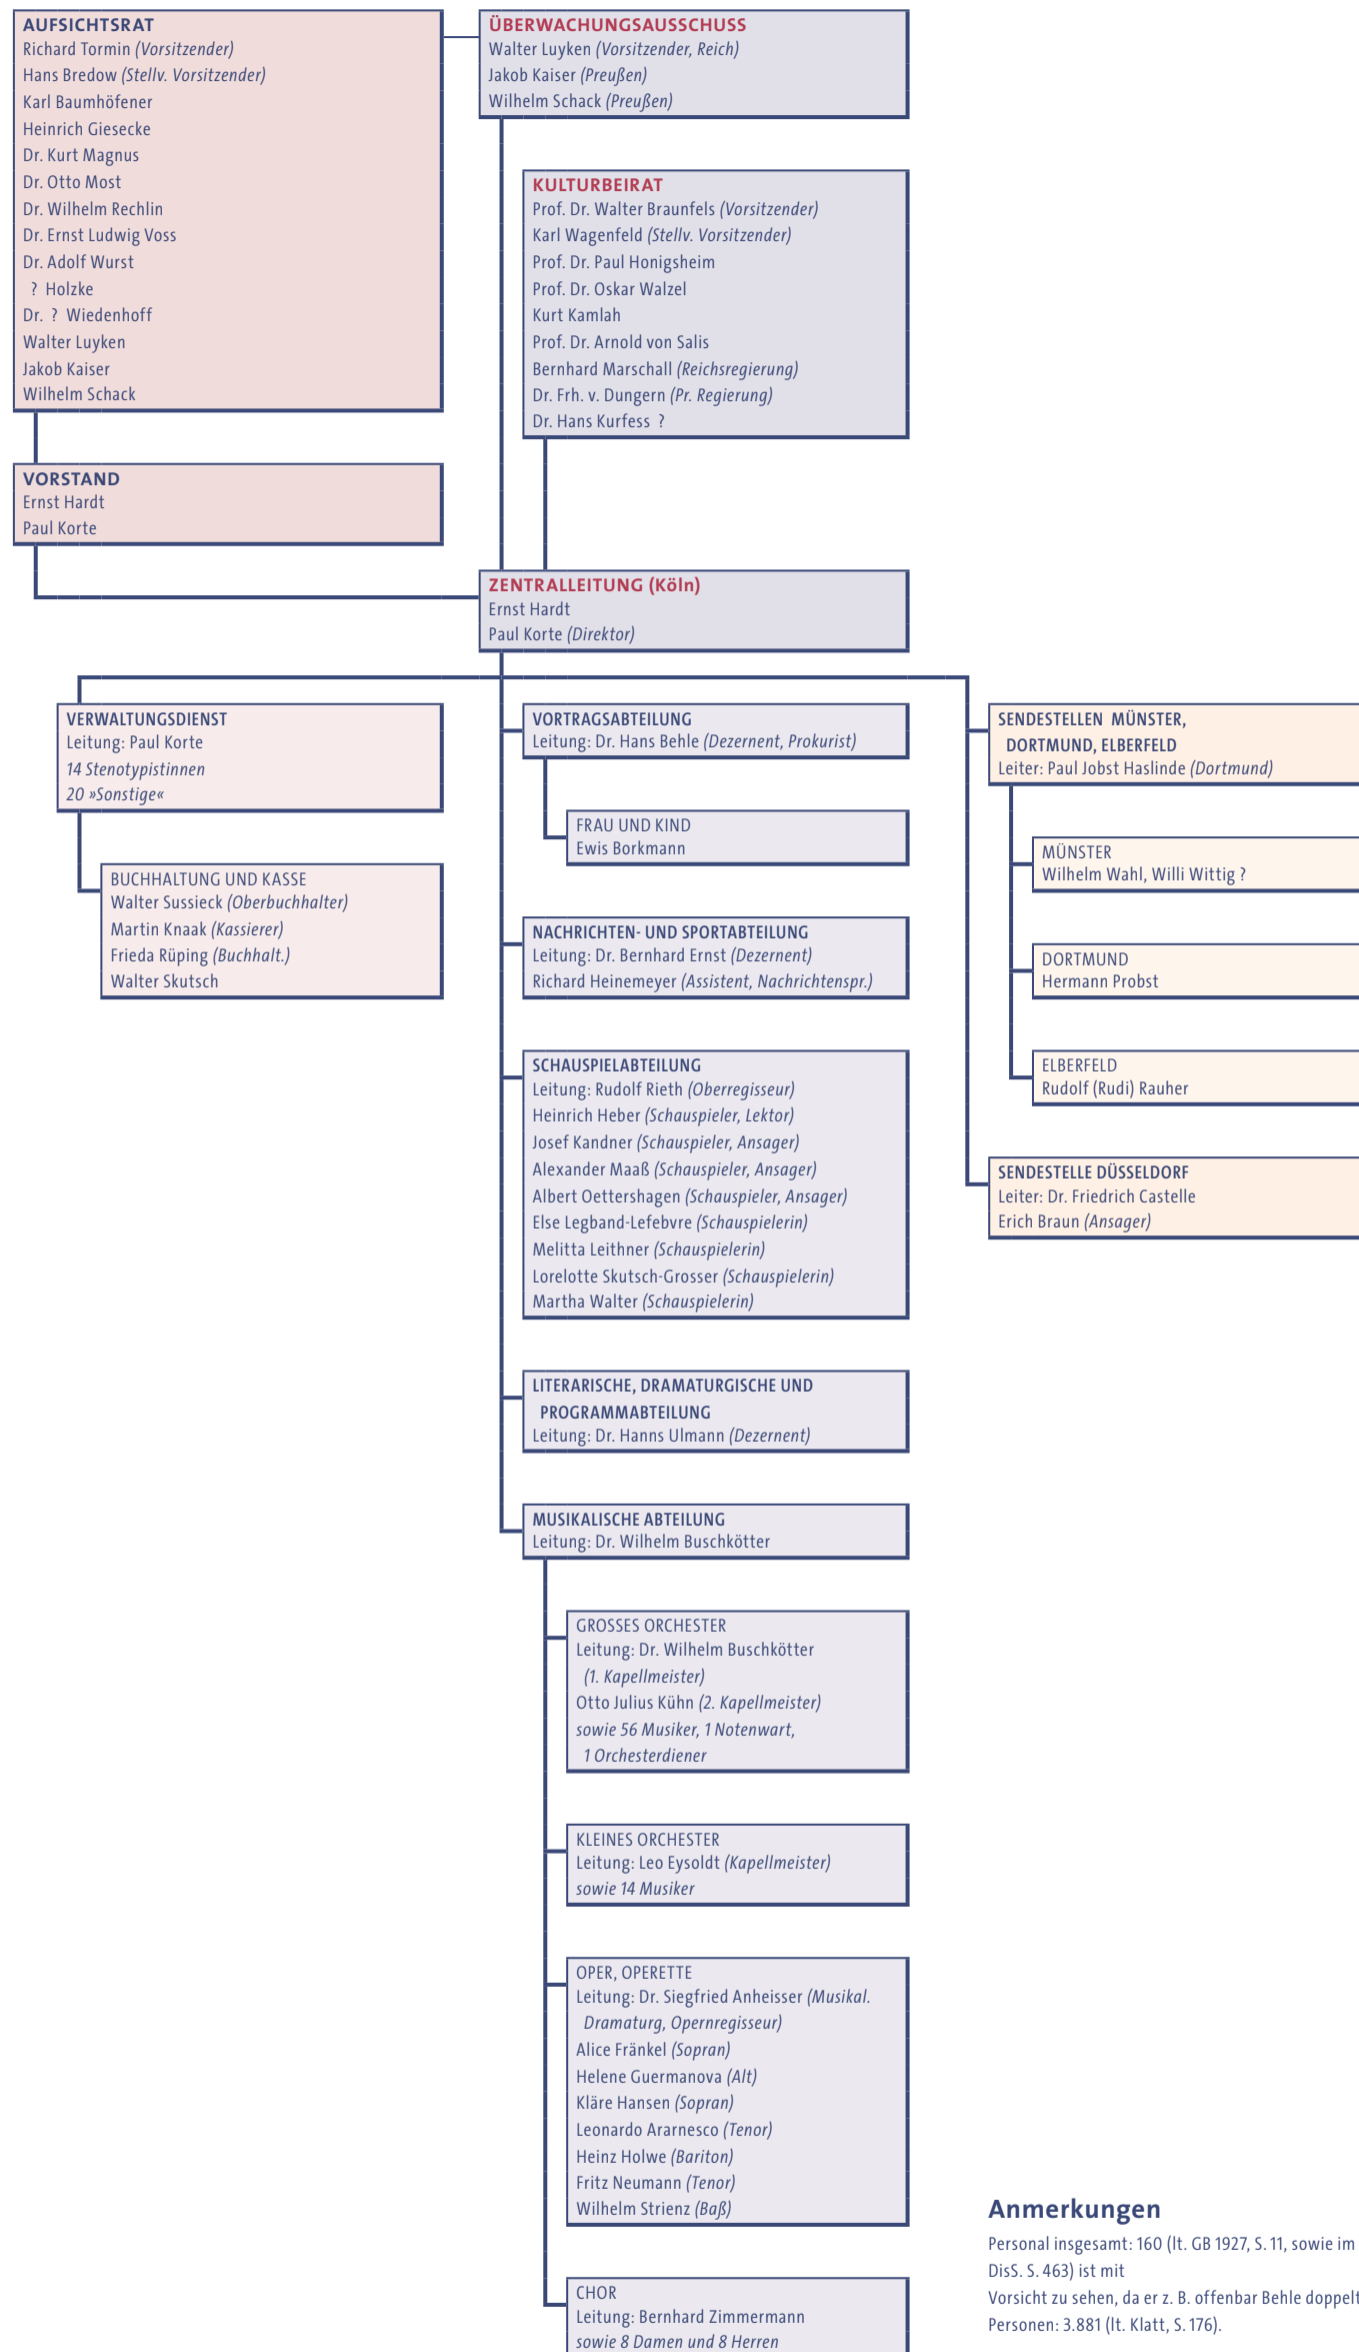 AUFSICHTSRAT
Richard Tormin (Vorsitzender)
Hans Bredow (Stellv. Vorsitzender)
Karl Baumhöfener
Heinrich Giesecke
Dr. Kurt Magnus
Dr. Otto Most
Dr. Wilhelm Rechlin
Dr. Ernst Ludwig Voss
Dr. Adolf Wurst
? Holzke
Dr. ? Wiedenhoff
Walter Luyken
Jakob Kaiser
Wilhelm Schack
ÜBERWACHUNGSAUSSCHUSS
Walter Luyken (Vorsitzender, Reich)
Jakob Kaiser (Preußen)
Wilhelm Schack (Preußen)
KULTURBEIRAT
Prof. Dr. Walter Braunfels (Vorsitzender)
Karl Wagenfeld (Stellv. Vorsitzender)
Prof. Dr. Paul Honigsheim
Prof. Dr. Oskar Walzel
Kurt Kamlah
Prof. Dr. Arnold von Salis
Bernhard Marschall (Reichsregierung)
Dr. Frh. v. Dungern (Pr. Regierung)
Dr. Hans Kurfess ?
VORSTAND
Ernst Hardt
Paul Korte
ZENTRALLEITUNG (Köln)
Ernst Hardt
Paul Korte (Direktor)
VERWALTUNGSDIENST
Leitung: Paul Korte
14 Stenotypistinnen
20 »Sonstige«
BUCHHALTUNG UND KASSE
Walter Sussieck (Oberbuchhalter)
Martin Knaak (Kassierer)
Frieda Rüping (Buchhalt.)
Walter Skutsch
VORTRAGSABTEILUNG
Leitung: Dr. Hans Behle (Dezernent, Prokurist)
FRAU UND KIND
Ewis Borkmann
NACHRICHTEN- UND SPORTABTEILUNG
Leitung: Dr. Bernhard Ernst (Dezernent)
Richard Heinemeyer (Assistent, Nachrichtenspr.)
SCHAUSPIELABTEILUNG
Leitung: Rudolf Rieth (Oberregisseur)
Heinrich Heber (Schauspieler, Lektor)
Josef Kandner (Schauspieler, Ansager)
Alexander Maaß (Schauspieler, Ansager)
Albert Oettershagen (Schauspieler, Ansager)
Else Legband-Lefebvre (Schauspielerin)
Melitta Leithner (Schauspielerin)
Lorelotte Skutsch-Grosser (Schauspielerin)
Martha Walter (Schauspielerin)
LITERARISCHE, DRAMATURGISCHE UND
PROGRAMMABTEILUNG
Leitung: Dr. Hanns Ulmann (Dezernent)
MUSIKALISCHE ABTEILUNG
Leitung: Dr. Wilhelm Buschkötter
GROSSES ORCHESTER
Leitung: Dr. Wilhelm Buschkötter
(1. Kapellmeister)
Otto Julius Kühn (2. Kapellmeister)
sowie 56 Musiker, 1 Notenwart,
1 Orchesterdiener
KLEINES ORCHESTER
Leitung: Leo Eysoldt (Kapellmeister)
sowie 14 Musiker
OPER, OPERETTE
Leitung: Dr. Siegfried Anheisser (Musikal.
Dramaturg, Opernregisseur)
Alice Fränkel (Sopran)
Helene Guermanova (Alt)
Kläre Hansen (Sopran)
Leonardo Ararnesco (Tenor)
Heinz Holwe (Bariton)
Fritz Neumann (Tenor)
Wilhelm Strienz (Baß)
CHOR
Leitung: Bernhard Zimmermann
sowie 8 Damen und 8 Herren
SENDESTELLEN MÜNSTER,
DORTMUND, ELBERFELD
Leiter: Paul Jobst Haslinde (Dortmund)
MÜNSTER
Wilhelm Wahl, Willi Wittig ?
DORTMUND
Hermann Probst
ELBERFELD
Rudolf (Rudi) Rauher
SENDESTELLE DÜSSELDORF
Leiter: Dr. Friedrich Castelle
Erich Braun (Ansager)
Anmerkungen
Personal insgesamt: 160 (lt. GB 1927, S. 11, sowie im
DisS. S. 463) ist mit
Vorsicht zu sehen, da er z. B. offenbar Behle doppelt
Personen: 3.881 (lt. Klatt, S. 176).